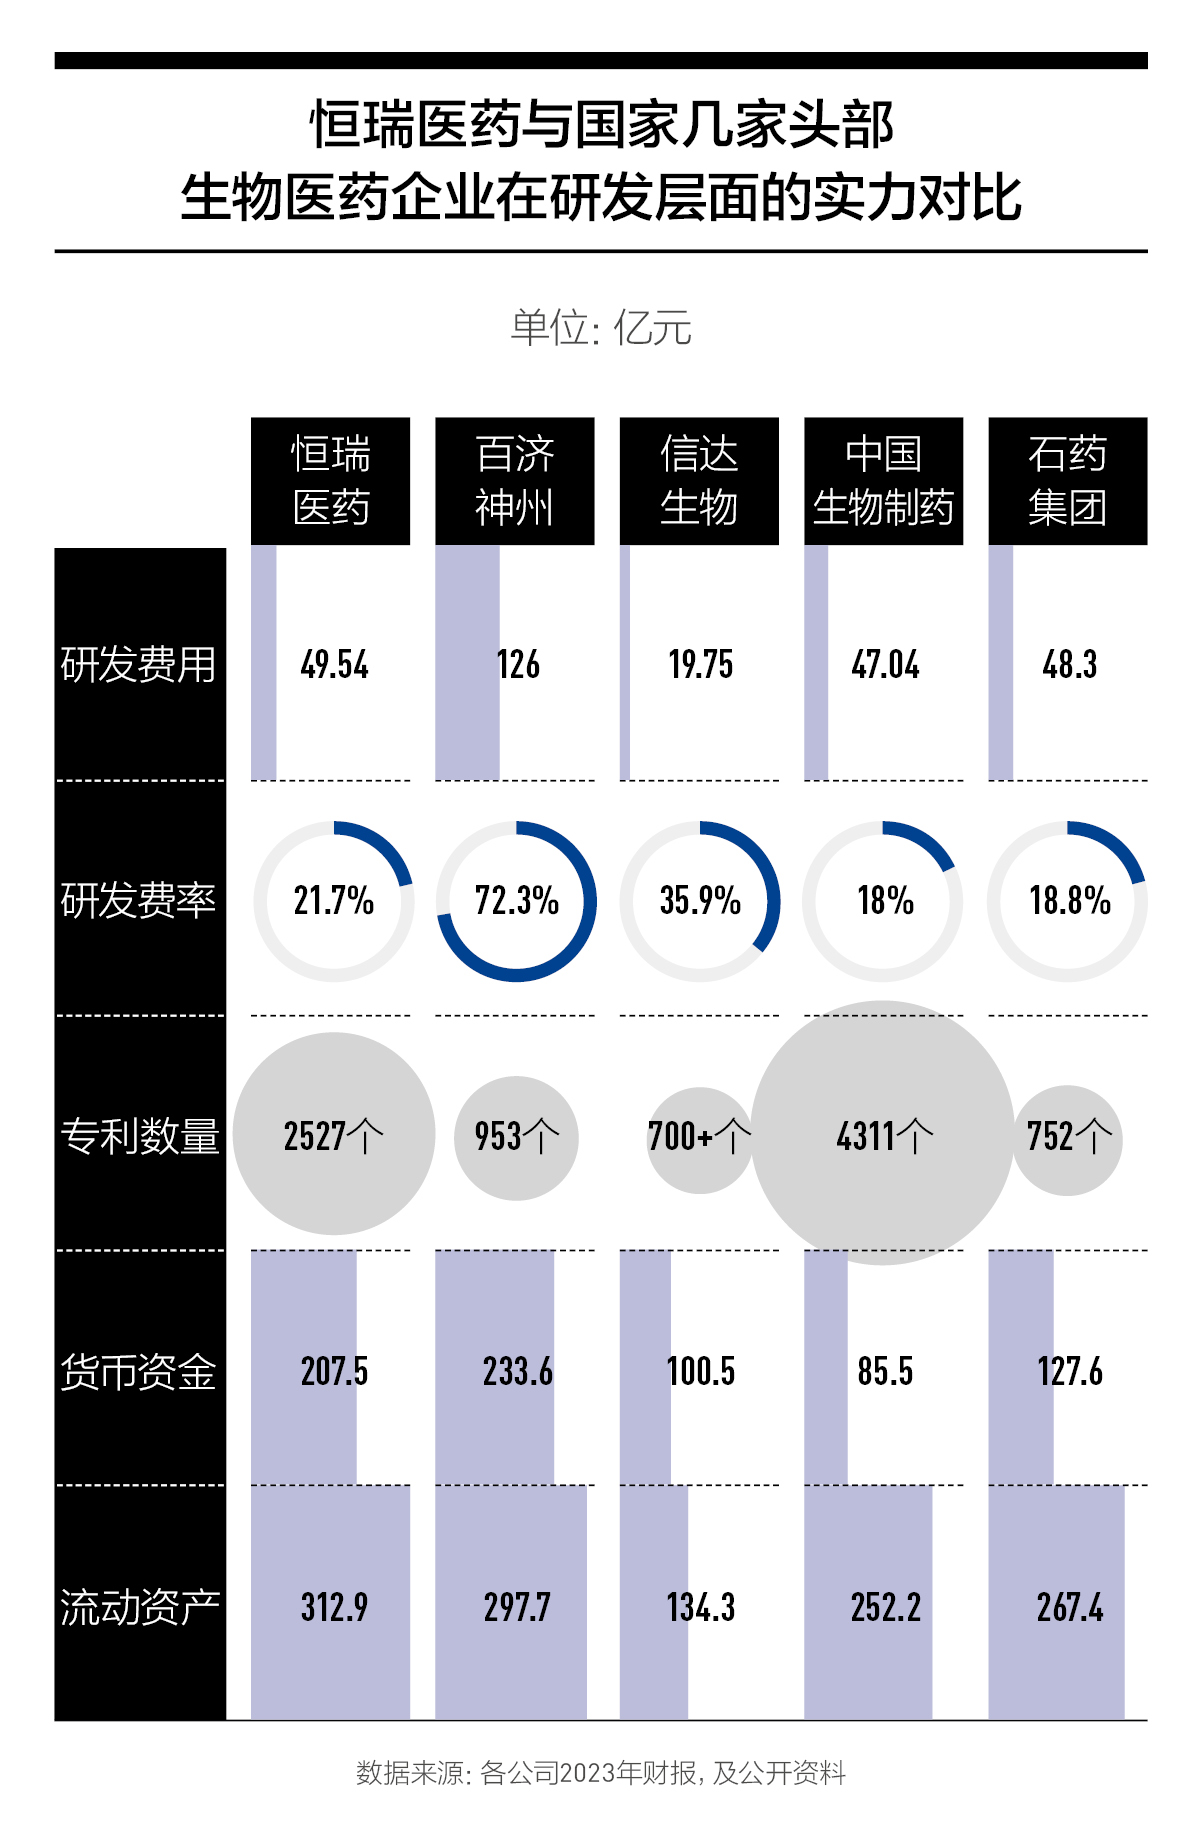 恒瑞医药与国家几家头部
生物医药企业在研发层面的实力对比
单位：亿元
恒瑞
医药
百济
神州
信达
生物
中国
生物制药
石药
集团
研发费用
49.54
126
19.75
47.04
48.3
研发费率
21.7%
72.3%
35.9%
18%
18.8%
专利数量
2527个
953个
700+个
4311个
752个
货币资金
207.5
233.6
100.5
85.5
127.6
流动资产
312.9
297.7
134.3
252.2
267.4
数据来源：各公司2023年财报，及公开资料